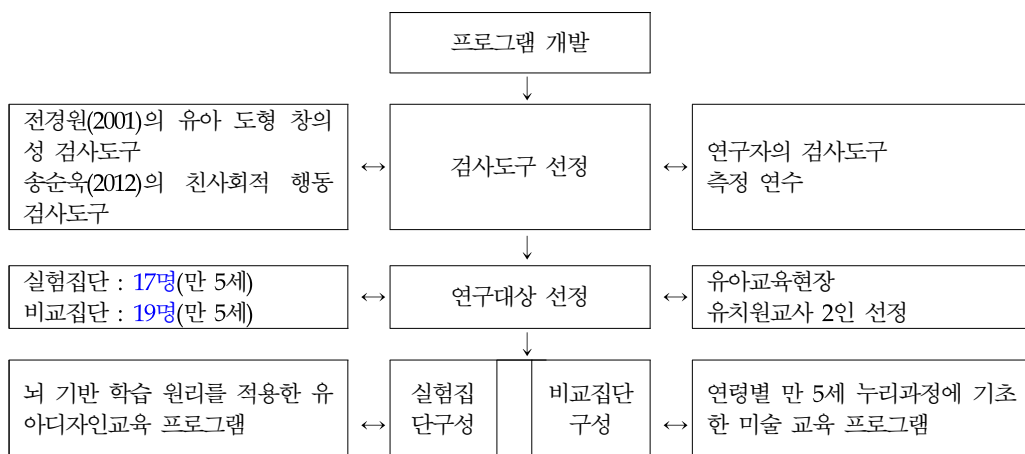 프로그램 개발
↓
전경원(2001)의 유아 도형 창의
성 검사도구
송순욱(2012)의 친사회적 행동
검사도구
↔
검사도구 선정
↔
연구자의 검사도구
측정 연수
↓
실험집단 : 17명(만 5세)
비교집단 : 19명(만 5세)
↔
연구대상 선정
↔
유아교육현장
유치원교사 2인 선정
↓
뇌 기반 학습 원리를 적용한 유
아디자인교육 프로그램
↔
실험집
단구성
비교집단
구성
↔
연령별 만 5세 누리과정에 기초
한 미술 교육 프로그램